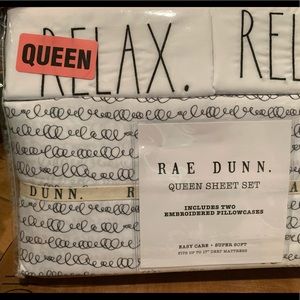 QUEEN
RELAX. RE
DUNN. R
RAE DUNN.
QUEEN SHEET SET
INCLUDES TWO
EMBROIDERED PILLOWCASES
EASY CARE • SUPER SOFT
FITS UP TO 17" DEEP MATTRESS